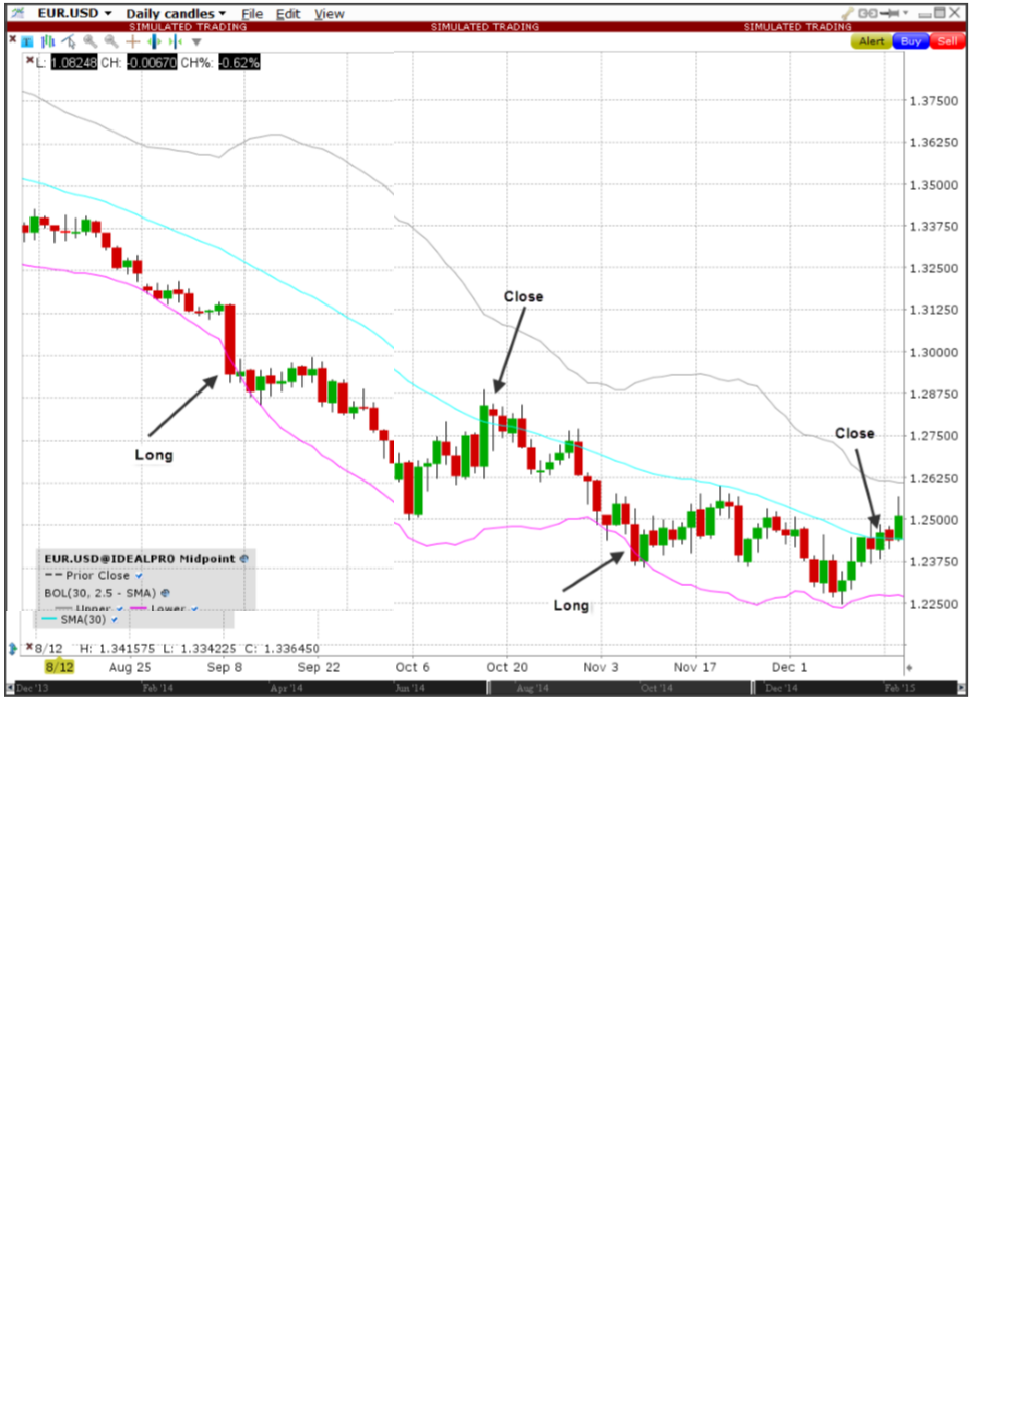 EUR.USD Daily candles File Edit View
SIMULATED TRADING SIMULATED TRADING SIMULATED TRADING
Alert Buy Sell
L: 1.08248 CH: -0.00670 CH%: -0.62%
1.37500
1.36250
1.35000
1.33750
1.32500
Close
1.31250
1.30000
1.28750
Close
1.27500
Long
1.26250
1.25000
EUR.USD@IDEALPRO Midpoint
1.23750
Prior Close
BOL(30, 2.5 - SMA)
Long
1.22500
Upper Lower
SMA(30)
8/12 H: 1.341575 L: 1.334225 C: 1.336450
8/12 Aug 25 Sep 8 Sep 22 Oct 6 Oct 20 Nov 3 Nov 17 Dec 1
Dec '13 Feb '14 Apr '14 Jun '14 Aug '14 Oct '14 Dec '14 Feb '15